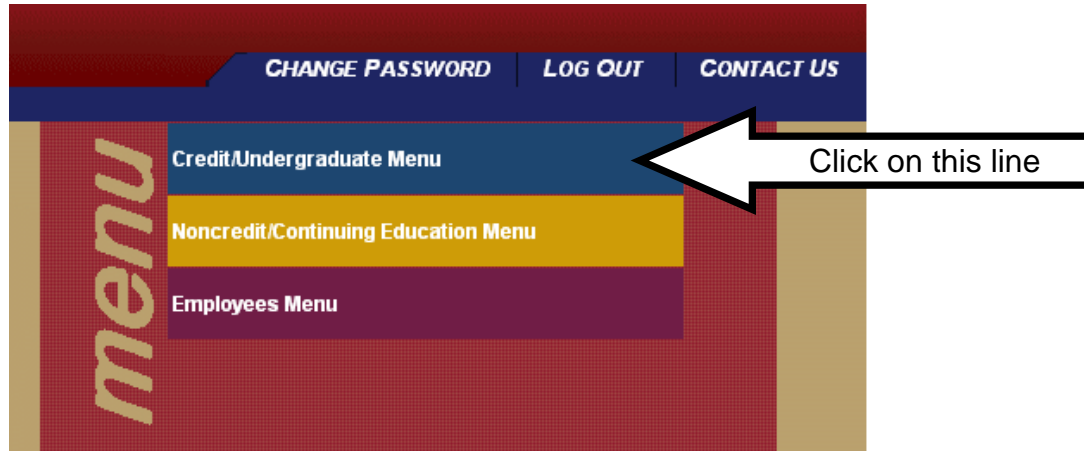 CHANGE PASSWORD LOG OUT CONTACT US
menu
Credit/Undergraduate Menu
Click on this line
Noncredit/Continuing Education Menu
Employees Menu